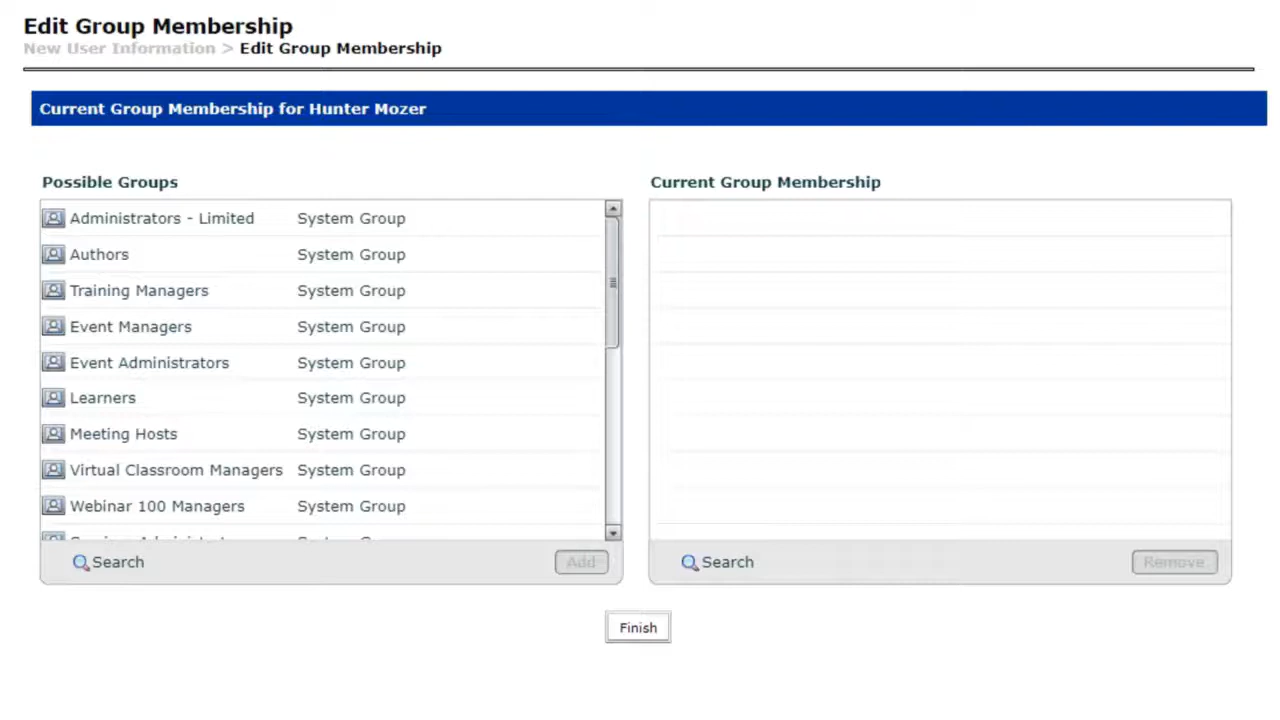 Edit Group Membership
New User Information > Edit Group Membership
Current Group Membership for Hunter Mozer
Possible Groups
Current Group Membership
Administrators - Limited System Group
Authors System Group
Training Managers System Group
Event Managers System Group
Event Administrators System Group
Learners System Group
Meeting Hosts System Group
Virtual Classroom Managers System Group
Webinar 100 Managers System Group
Search Add
Search Remove
Finish